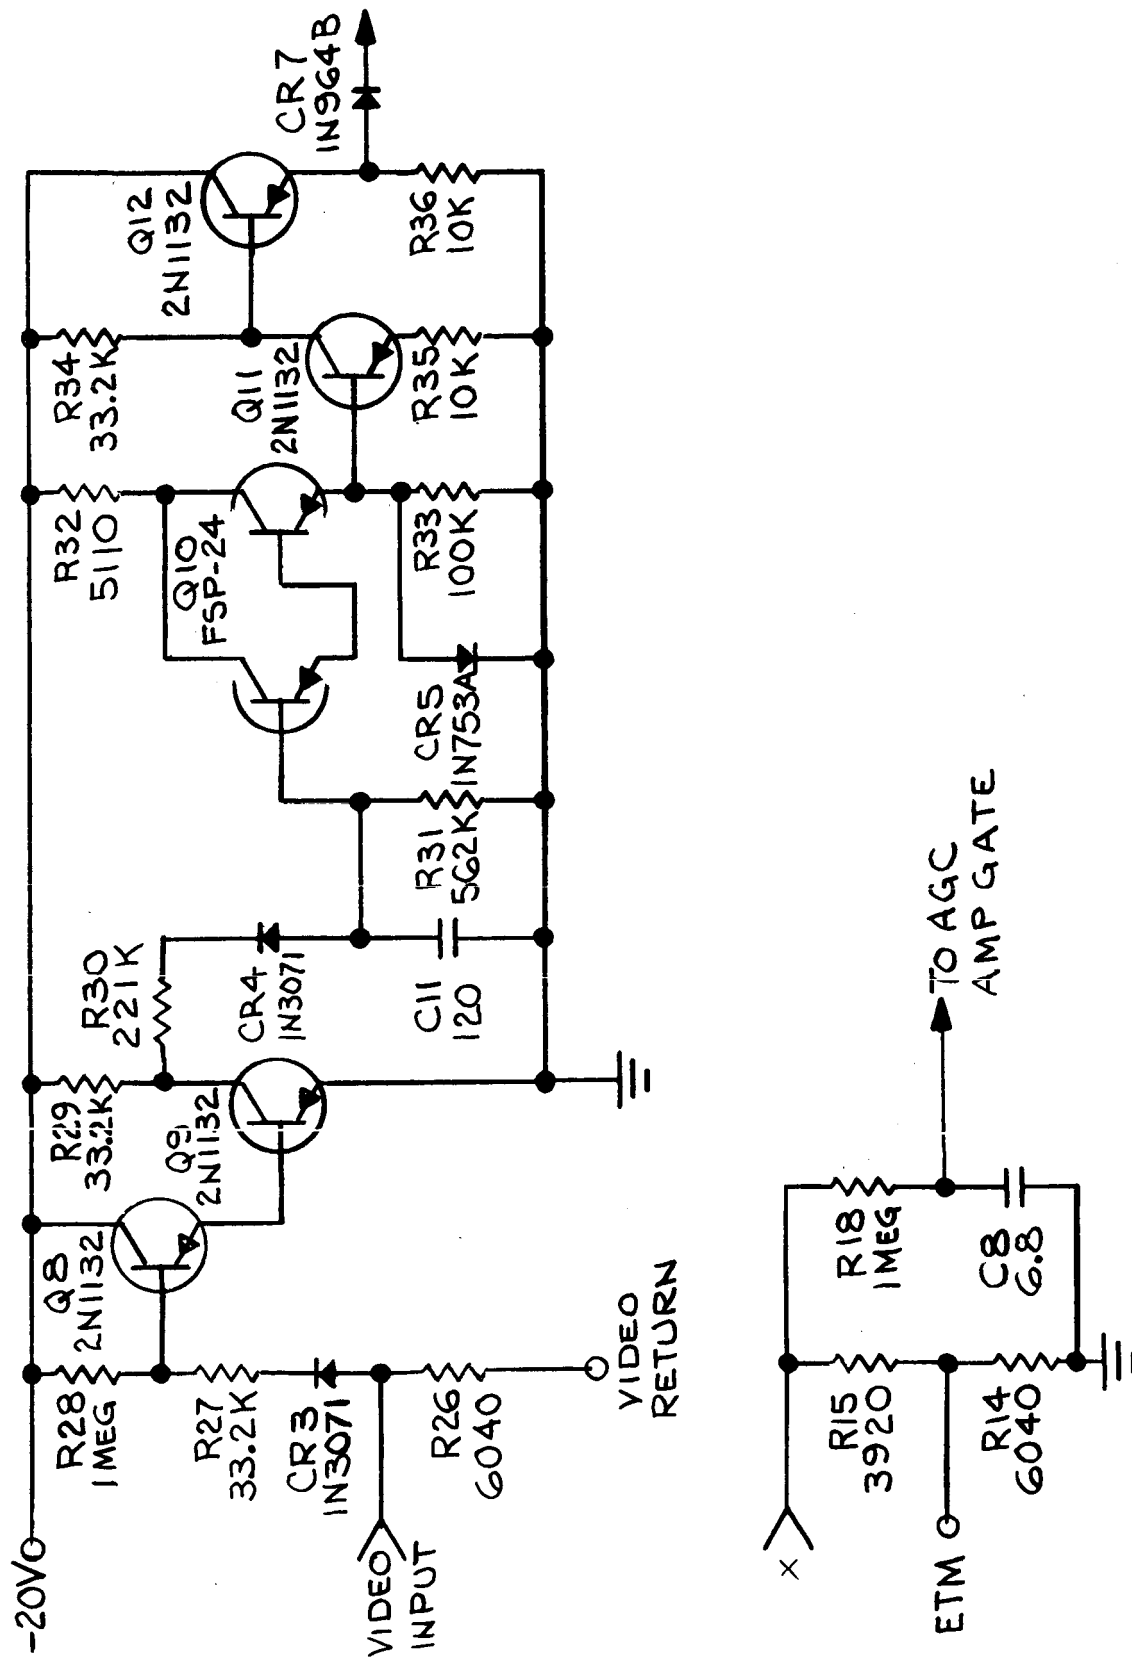 -20V
R28
1MEG
Q8
2N1132
R27
33.2K
CR3
1N3071
VIDEO
INPUT
R26
6040
VIDEO
RETURN
R29
33.2K
Q9
2N1132
R30
221K
CR4
1N3071
C11
120
R31
562K
Q10
FSP-24
CR5
1N753A
R32
5110
R33
100K
R34
33.2K
Q11
2N1132
R35
10K
Q12
2N1132
R36
10K
CR7
1N964B
X
ETM
R15
3920
R14
6040
R18
1MEG
C8
6.8
TO AGC
AMP GATE